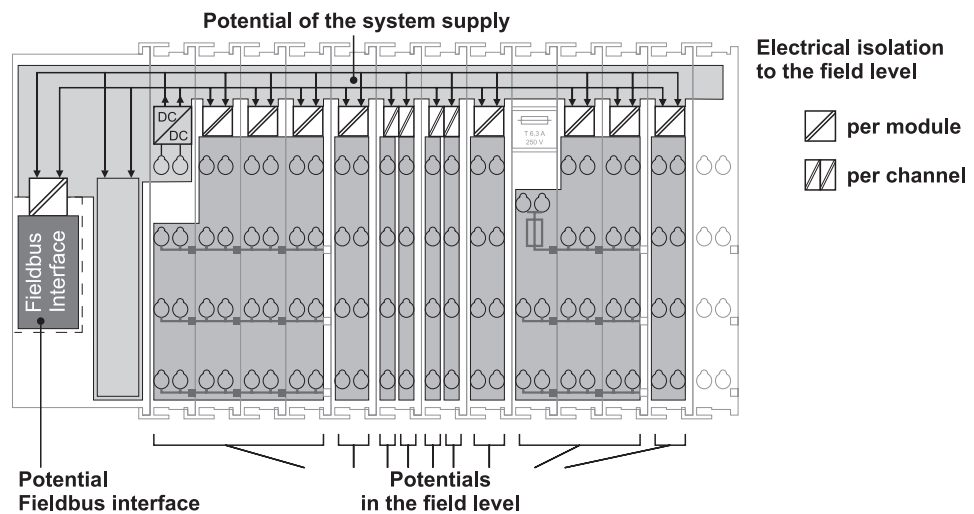 Potential of the system supply
Electrical isolation
to the field level
per module
per channel
DC
DC
T 6,3 A
250 V
Fieldbus
Interface
Potential
Fieldbus interface
Potentials
in the field level